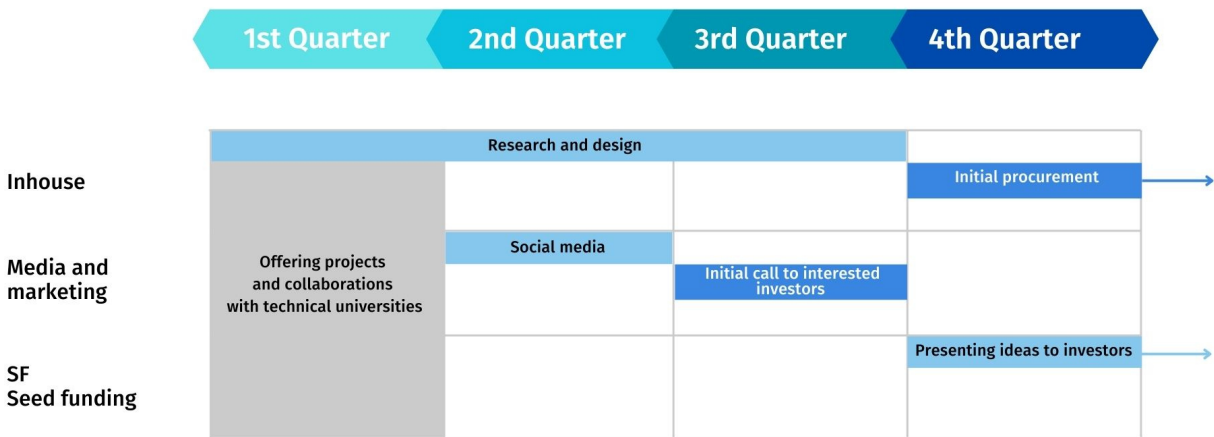 1st Quarter
2nd Quarter
3rd Quarter
4th Quarter
Research and design
Inhouse
Initial procurement
Offering projects
and collaborations
with technical universities
Media and
marketing
Social media
Initial call to interested
investors
SF
Seed funding
Presenting ideas to investors